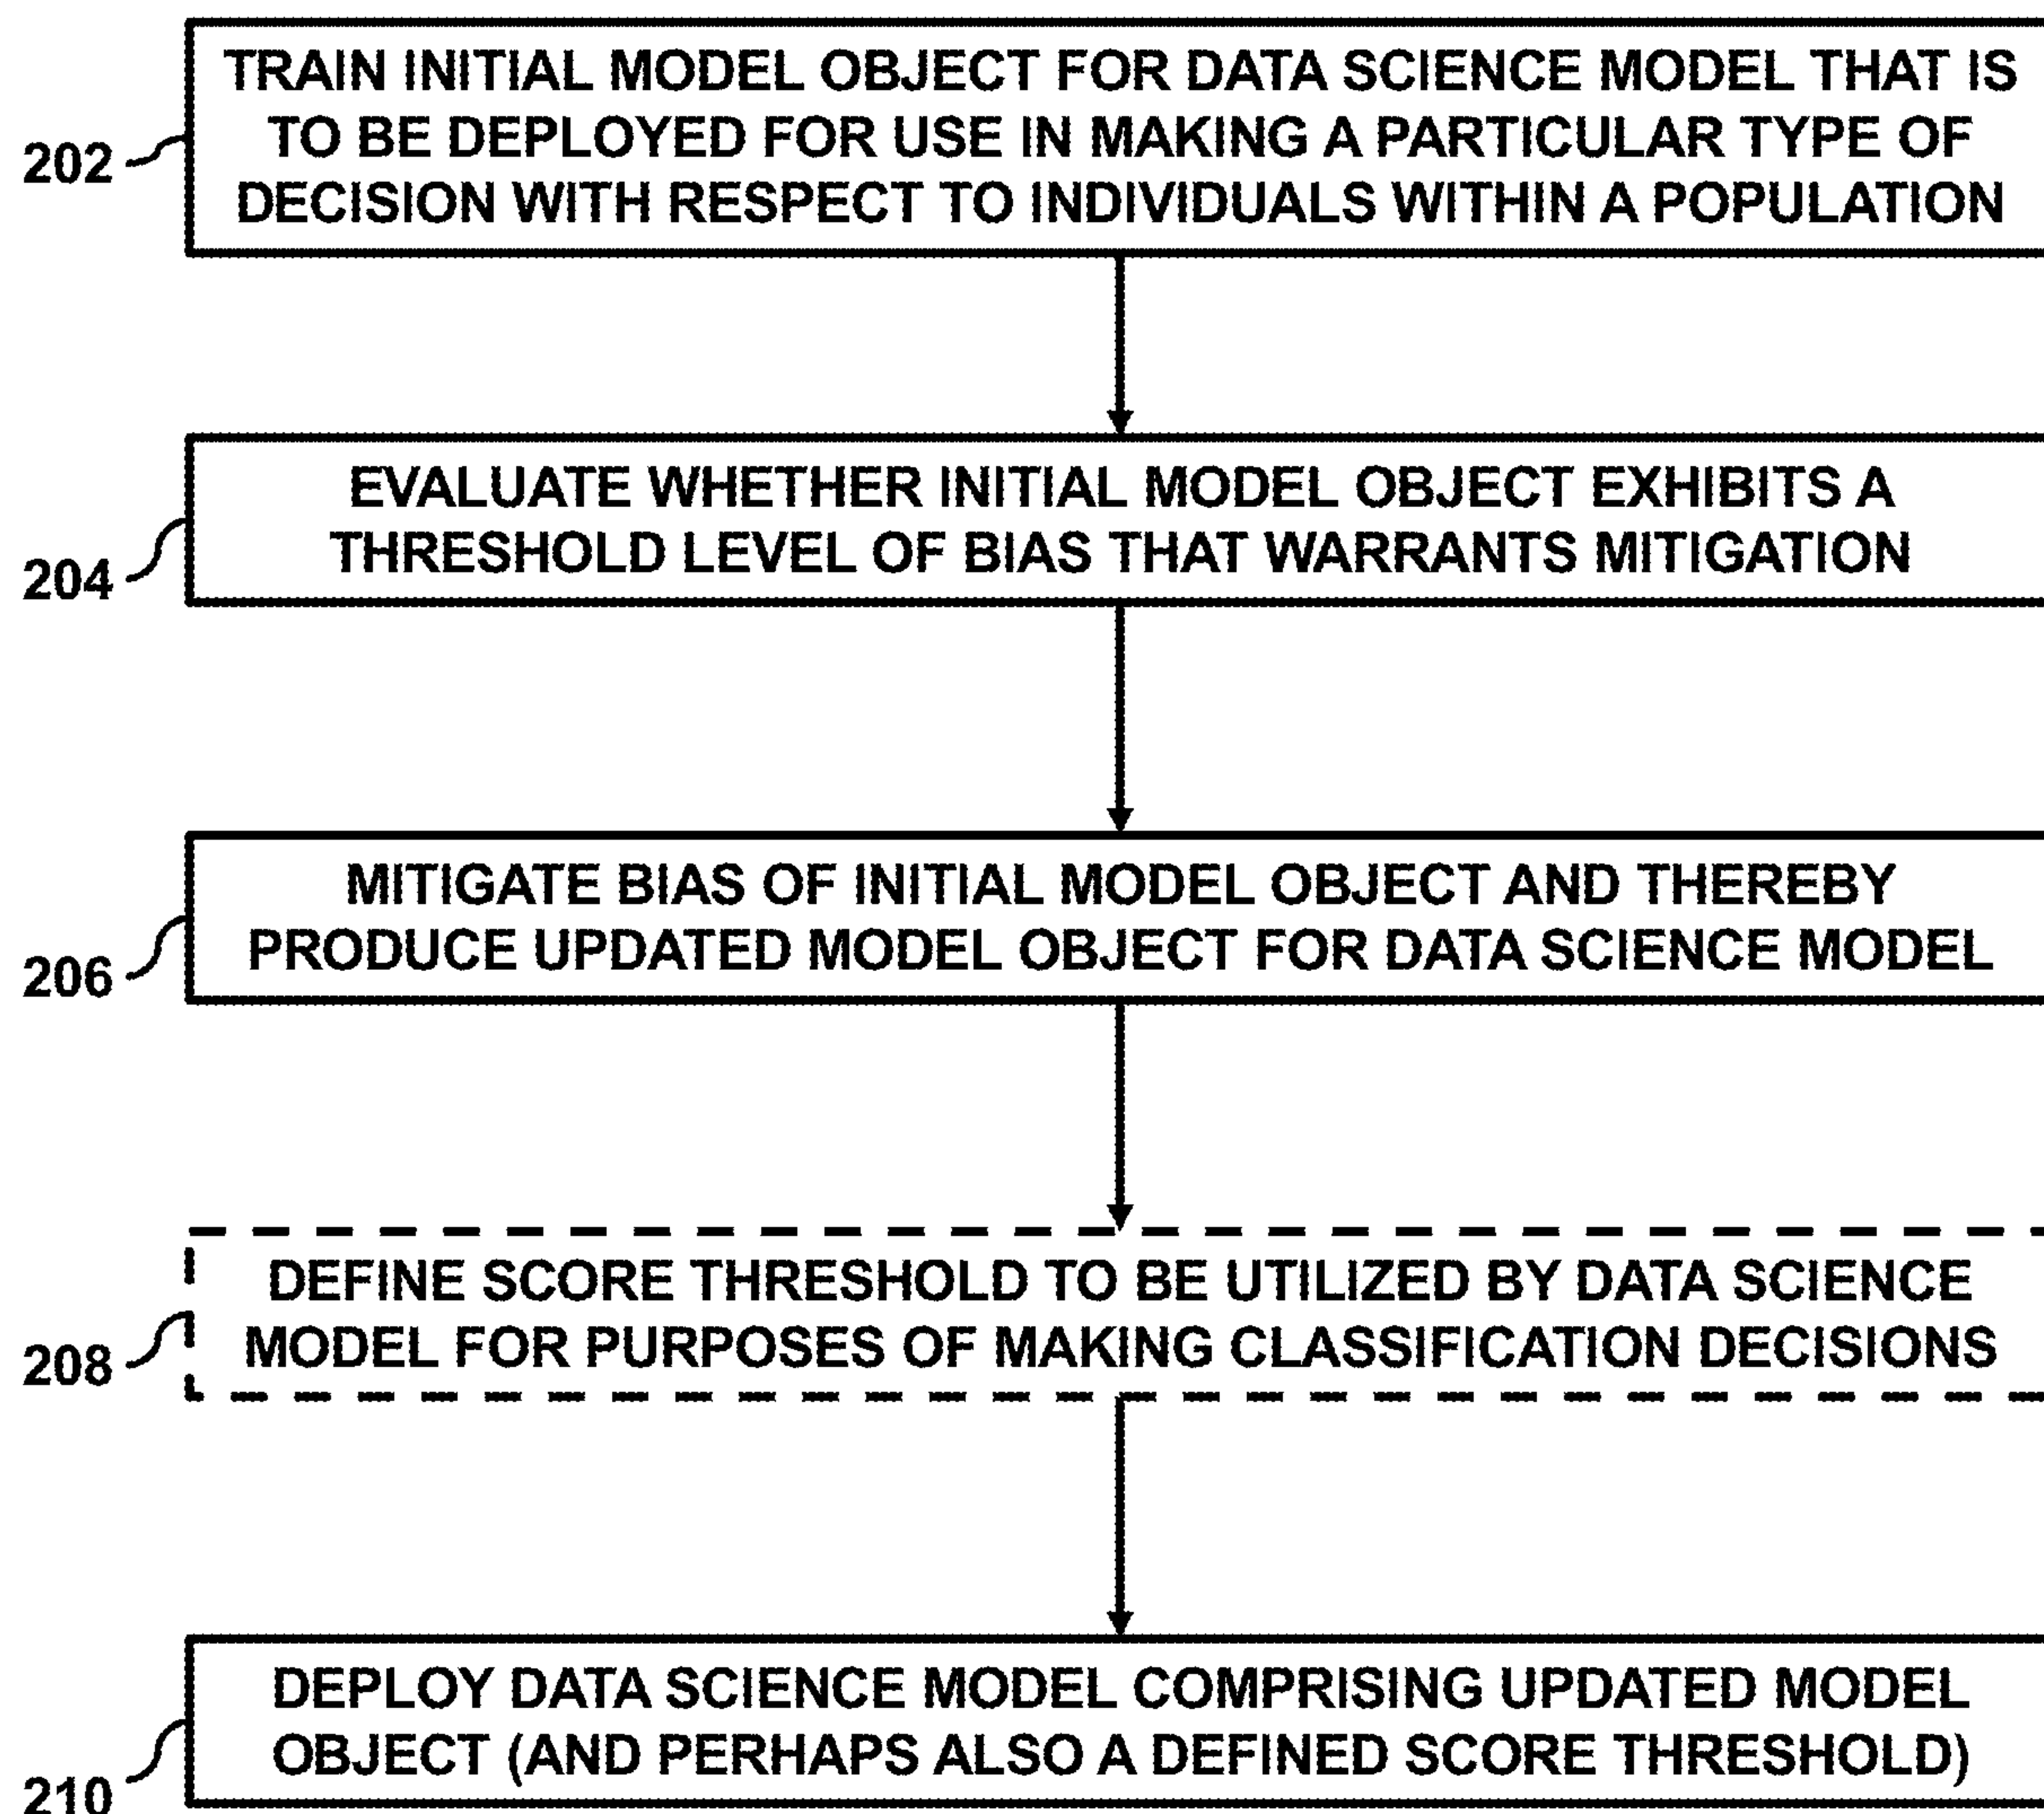 TRAIN INITIAL MODEL OBJECT FOR DATA SCIENCE MODEL THAT IS
TO BE DEPLOYED FOR USE IN MAKING A PARTICULAR TYPE OF
DECISION WITH RESPECT TO INDIVIDUALS WITHIN A POPULATION
202
EVALUATE WHETHER INITIAL MODEL OBJECT EXHIBITS A
THRESHOLD LEVEL OF BIAS THAT WARRANTS MITIGATION
204
MITIGATE BIAS OF INITIAL MODEL OBJECT AND THEREBY
PRODUCE UPDATED MODEL OBJECT FOR DATA SCIENCE MODEL
206
DEFINE SCORE THRESHOLD TO BE UTILIZED BY DATA SCIENCE
MODEL FOR PURPOSES OF MAKING CLASSIFICATION DECISIONS
208
DEPLOY DATA SCIENCE MODEL COMPRISING UPDATED MODEL
OBJECT (AND PERHAPS ALSO A DEFINED SCORE THRESHOLD)
210